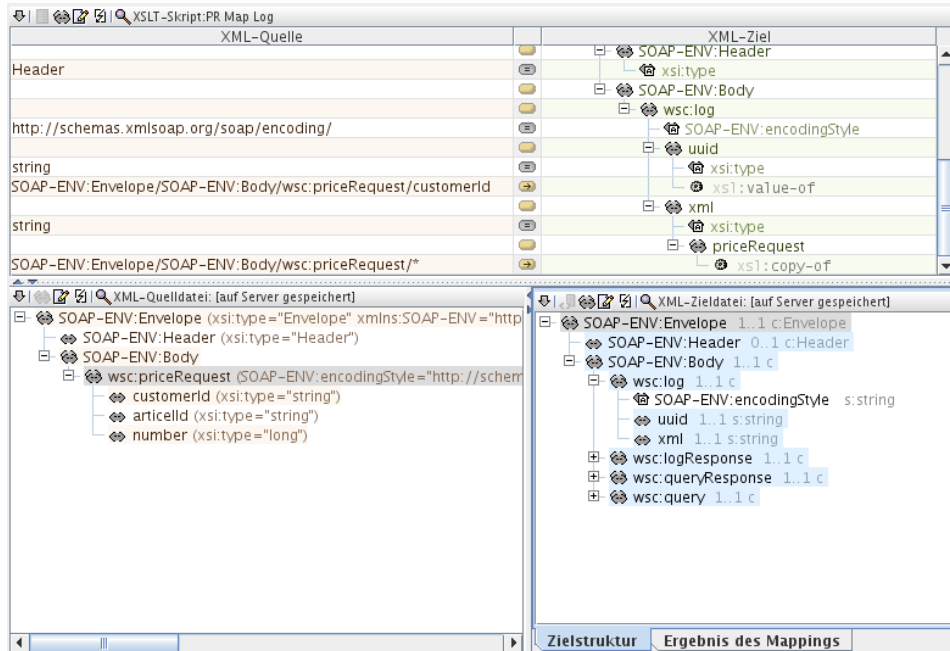 XSLT-Skript:PR Map Log
XML-Quelle
XML-Ziel
SOAP-ENV:Header
Header
xsi:type
SOAP-ENV:Body
wsc:log
http://schemas.xmlsoap.org/soap/encoding/
SOAP-ENV:encodingStyle
uuid
string
xsi:type
SOAP-ENV:Envelope/SOAP-ENV:Body/wsc:priceRequest/customerId
xsl:value-of
xml
string
xsi:type
priceRequest
SOAP-ENV:Envelope/SOAP-ENV:Body/wsc:priceRequest/*
xsl:copy-of
XML-Quelldatei: [auf Server gespeichert]
SOAP-ENV:Envelope (xsi:type="Envelope" xmlns:SOAP-ENV="http
SOAP-ENV:Header (xsi:type="Header")
SOAP-ENV:Body
wsc:priceRequest (SOAP-ENV:encodingStyle="http://schem
customerId (xsi:type="string")
articelId (xsi:type="string")
number (xsi:type="long")
XML-Zieldatei: [auf Server gespeichert]
SOAP-ENV:Envelope 1..1 c:Envelope
SOAP-ENV:Header 0..1 c:Header
SOAP-ENV:Body 1..1 c
wsc:log 1..1 c
SOAP-ENV:encodingStyle s:string
uuid 1..1 s:string
xml 1..1 s:string
wsc:logResponse 1..1 c
wsc:queryResponse 1..1 c
wsc:query 1..1 c
Zielstruktur
Ergebnis des Mappings